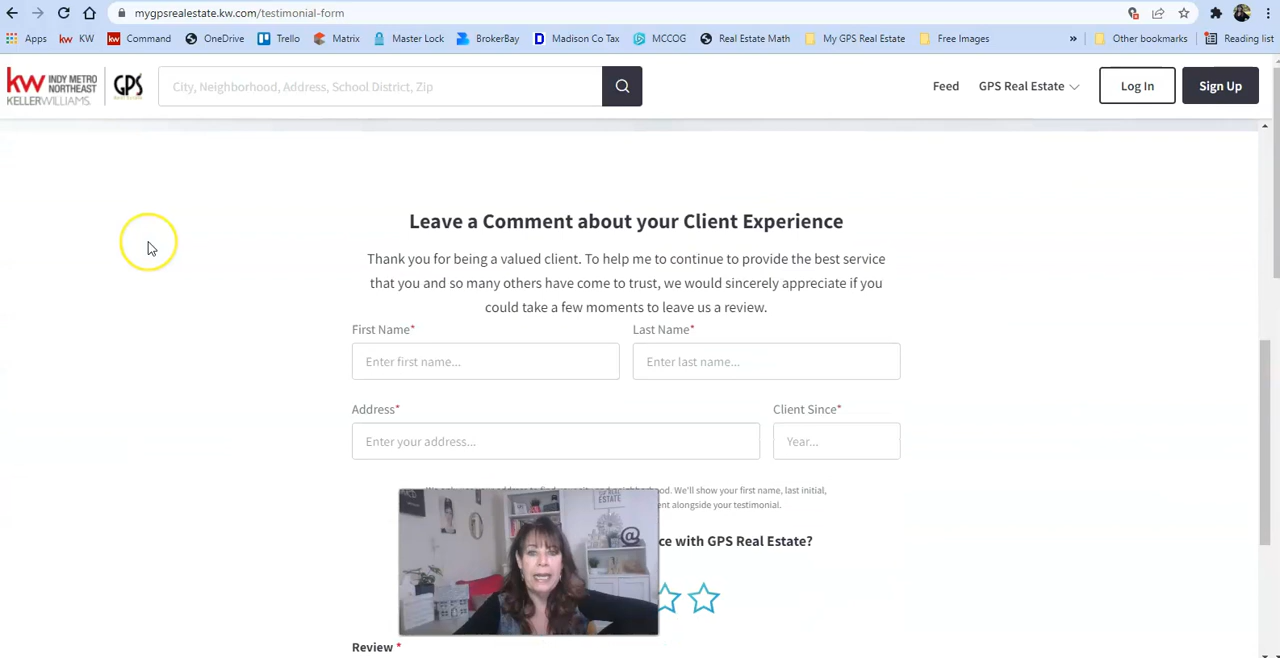 mygpsrealestate.kw.com/testimonial-form
Apps KW Command OneDrive Trello Matrix Master Lock BrokerBay Madison Co Tax MCCOG Real Estate Math My GPS Real Estate Free Images » Other bookmarks Reading list
kw INDY METRO NORTHEAST KELLERWILLIAMS. GPS City, Neighborhood, Address, School District, Zip Feed GPS Real Estate Log In Sign Up
Leave a Comment about your Client Experience
Thank you for being a valued client. To help me to continue to provide the best service
that you and so many others have come to trust, we would sincerely appreciate if you
could take a few moments to leave us a review.
First Name* Last Name*
Enter first name... Enter last name...
Address* Client Since*
Enter your address... Year...
We'll show your first name, last initial,
alongside your testimonial.
with GPS Real Estate?
Review *